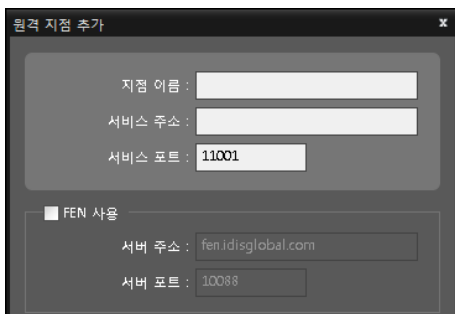 원격 지점 추가 x
지점 이름 :
서비스 주소 :
서비스 포트 : 11001
FEN 사용
서버 주소 : fen.idisglobal.com
서버 포트 : 10088